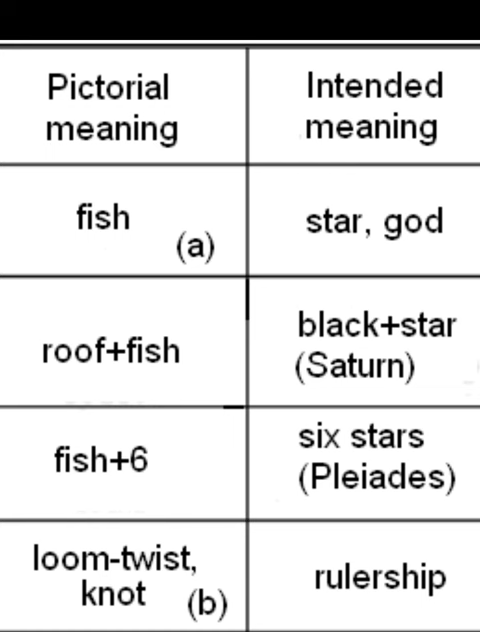 Pictorial
meaning
Intended
meaning
fish
(a)
star, god
roof+fish
black+star
(Saturn)
fish+6
six stars
(Pleiades)
loom-twist,
knot (b)
rulership